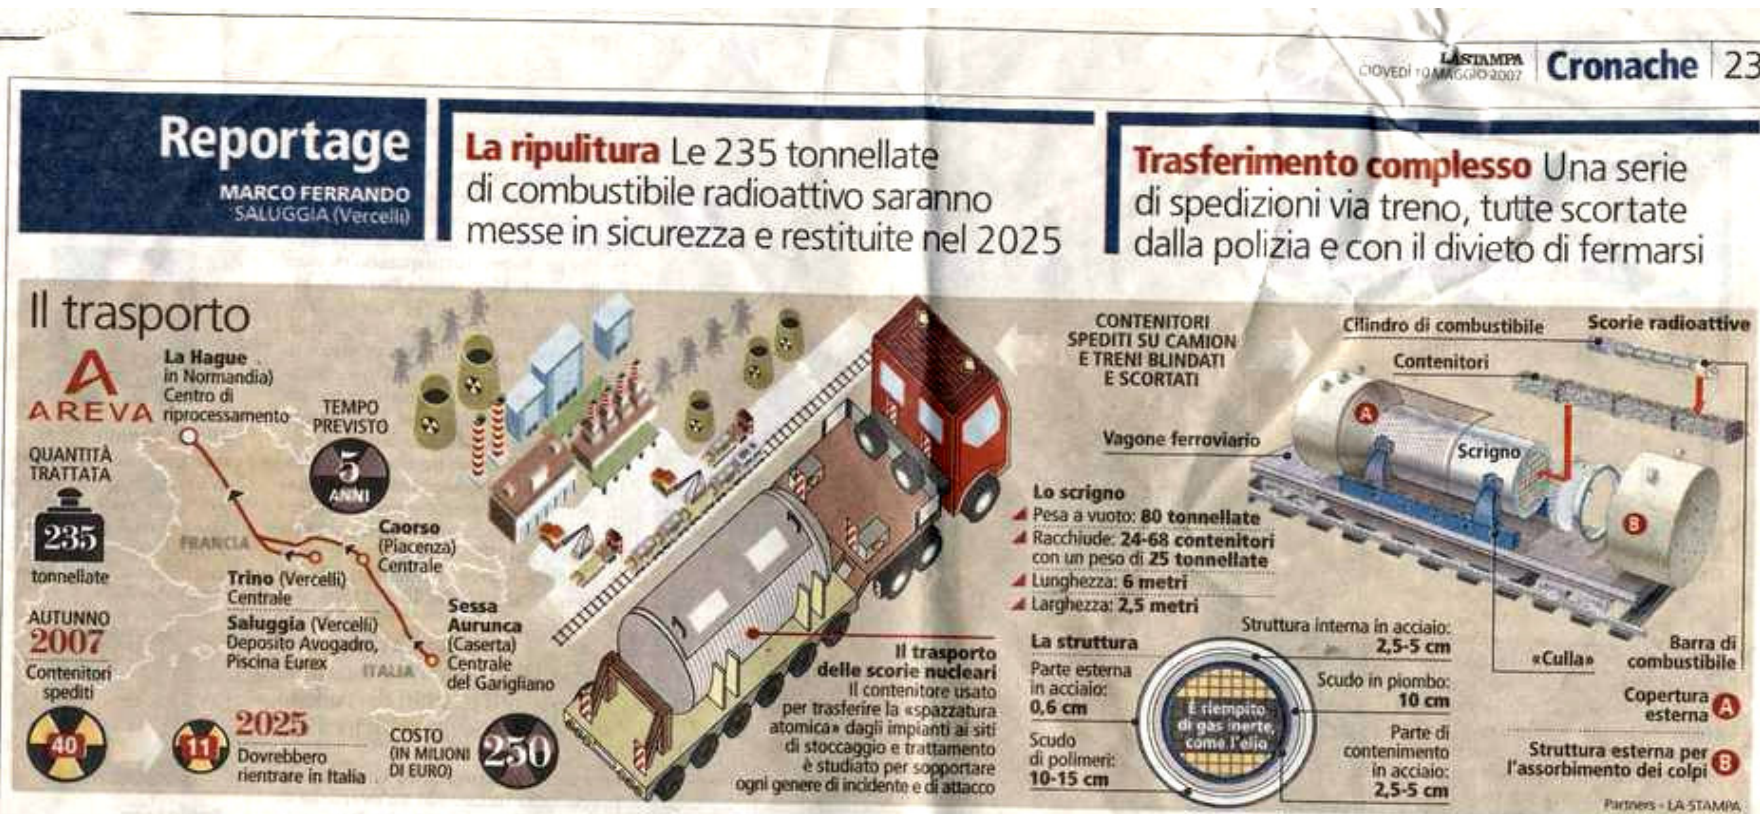 LA STAMPA
GIOVEDÌ 10 MAGGIO 2007
Cronache
23
Reportage
MARCO FERRANDO
SALUGGIA (Vercelli)
La ripulitura Le 235 tonnellate
di combustibile radioattivo saranno
messe in sicurezza e restituite nel 2025
Trasferimento complesso Una serie
di spedizioni via treno, tutte scortate
dalla polizia e con il divieto di fermarsi
Il trasporto
AREVA
La Hague
in Normandia)
Centro di
riprocessamento
TEMPO
PREVISTO
5
ANNI
QUANTITÀ
TRATTATA
235
tonnellate
FRANCIA
Caorso
(Piacenza)
Centrale
Trino (Vercelli)
Centrale
Saluggia (Vercelli)
Deposito Avogadro,
Piscina Eurex
ITALIA
Sessa
Aurunca
(Caserta)
Centrale
del Garigliano
AUTUNNO
2007
Contenitori
spediti
40
11
2025
Dovrebbero
rientrare in Italia
COSTO
(IN MILIONI
DI EURO)
250
Il trasporto
delle scorie nucleari
Il contenitore usato
per trasferire la «spazzatura
atomica» dagli impianti ai siti
di stoccaggio e trattamento
è studiato per sopportare
ogni genere di incidente e di attacco
CONTENITORI
SPEDITI SU CAMION
E TRENI BLINDATI
E SCORTATI
Cilindro di combustibile
Scorie radioattive
Contenitori
Vagone ferroviario
A
Scrigno
B
Lo scrigno
Pesa a vuoto: 80 tonnellate
Racchiude: 24-68 contenitori
con un peso di 25 tonnellate
Lunghezza: 6 metri
Larghezza: 2,5 metri
La struttura
Parte esterna
in acciaio:
0,6 cm
Scudo
di polimeri:
10-15 cm
È riempito
di gas inerte,
come l'elio
Struttura interna in acciaio:
2,5-5 cm
Scudo in piombo:
10 cm
Parte di
contenimento
in acciaio:
2,5-5 cm
«Culla»
Barra di
combustibile
Copertura
esterna
A
Struttura esterna per
l'assorbimento dei colpi
B
Partners - LA STAMPA